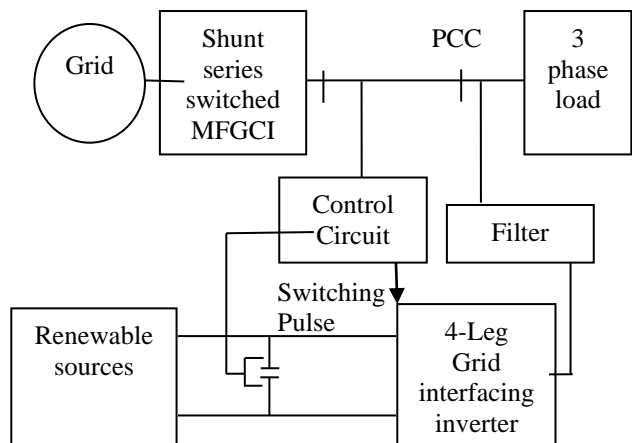 Grid
Shunt
series
switched
MFGCI
PCC
3
phase
load
Control
Circuit
Filter
Switching
Pulse
Renewable
sources
4-Leg
Grid
interfacing
inverter